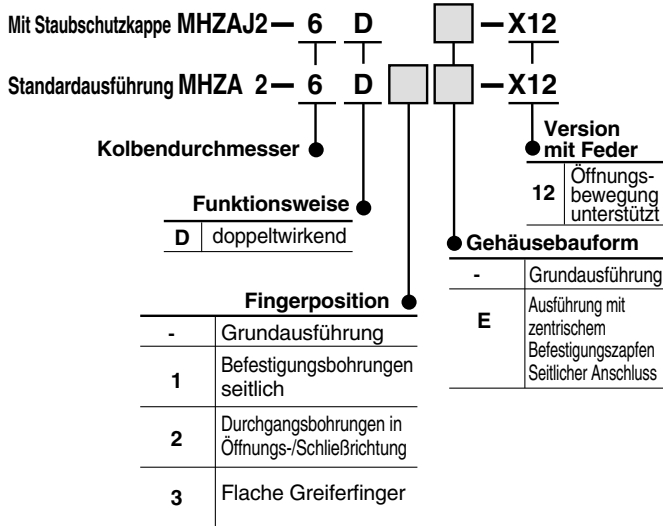 Mit Staubschutzkappe MHZAJ2— 6 D —X12
Standardausführung MHZA 2— 6 D —X12
Kolbendurchmesser
Version
mit Feder
12 Öffnungs-
bewegung
unterstützt
Funktionsweise
D doppeltwirkend
Gehäusebauform
- Grundausführung
E Ausführung mit
zentrischem
Befestigungszapfen
Seitlicher Anschluss
Fingerposition
- Grundausführung
1 Befestigungsbohrungen
seitlich
2 Durchgangsbohrungen in
Öffnungs-/Schließrichtung
3 Flache Greiferfinger